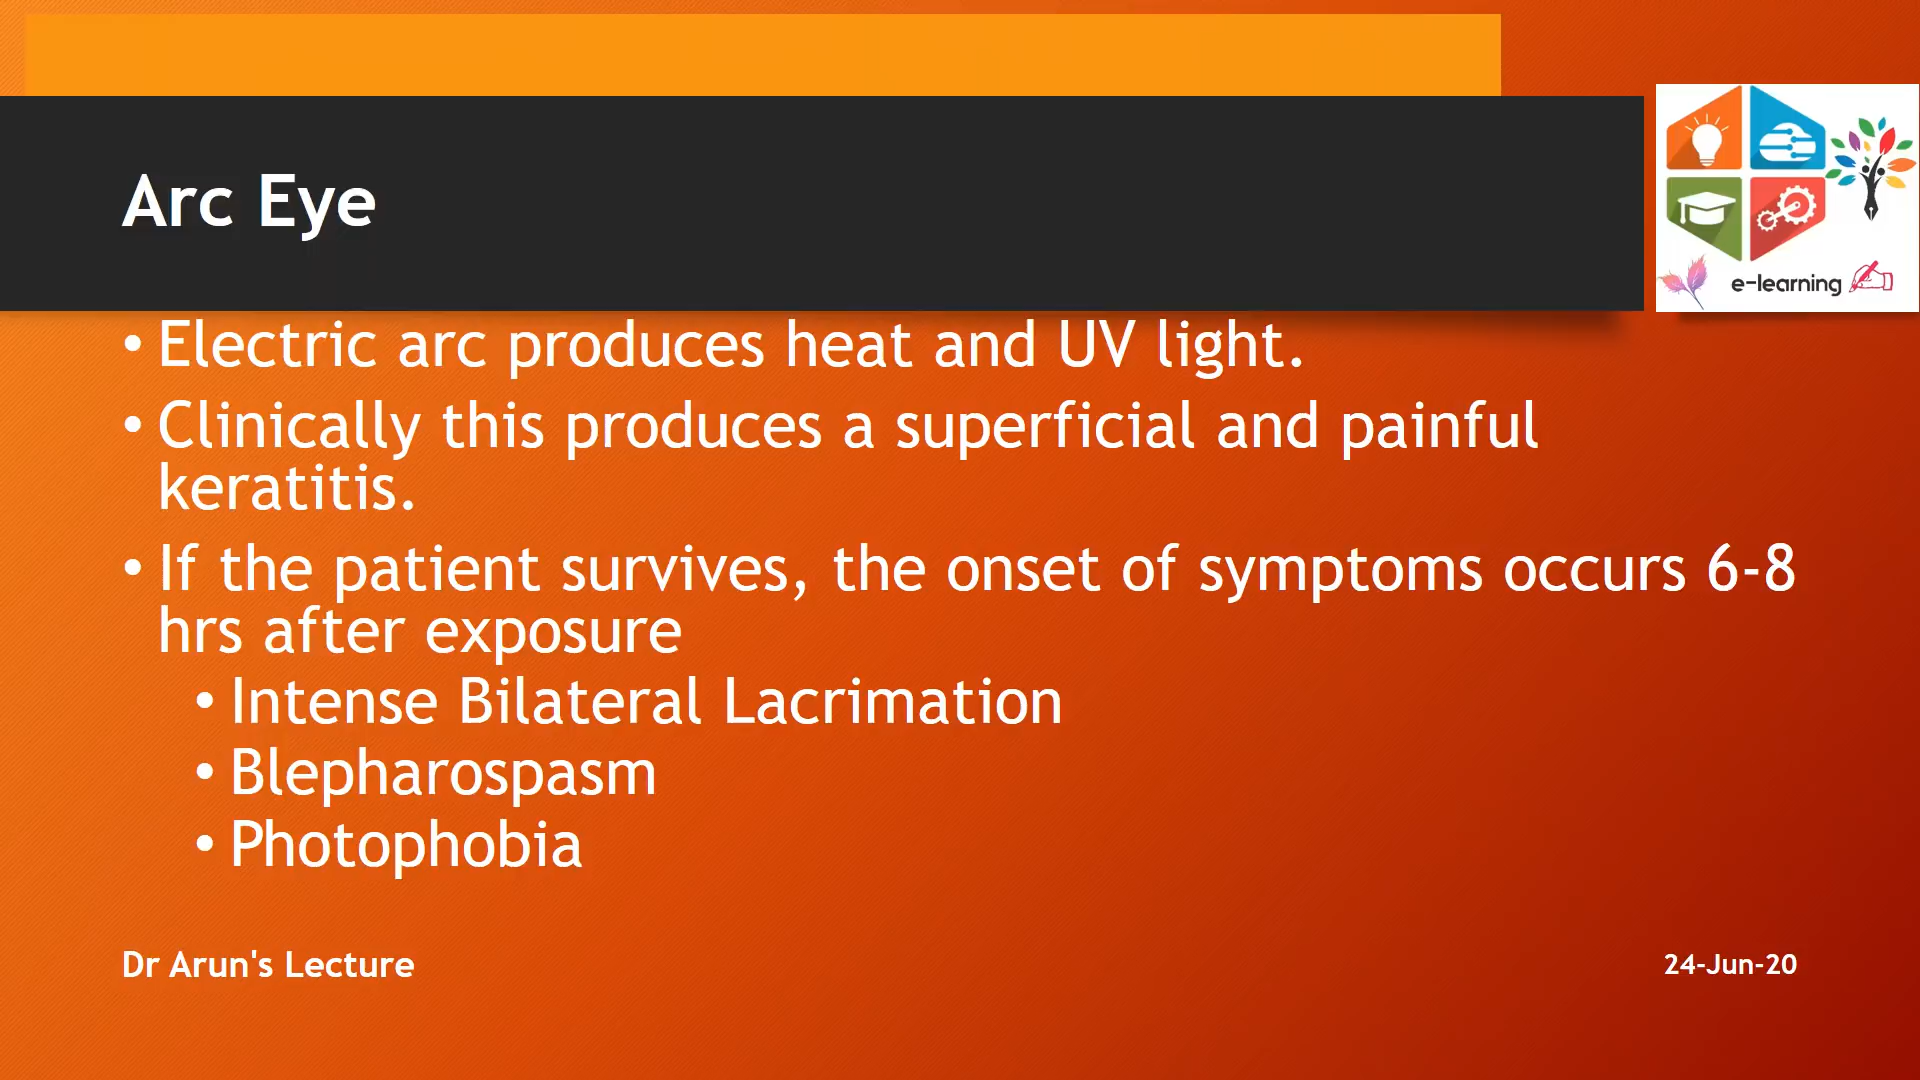 Arc Eye
e-learning
• Electric arc produces heat and UV light.
• Clinically this produces a superficial and painful
keratitis.
• If the patient survives, the onset of symptoms occurs 6-8
hrs after exposure
• Intense Bilateral Lacrimation
• Blepharospasm
• Photophobia
Dr Arun's Lecture
24-Jun-20